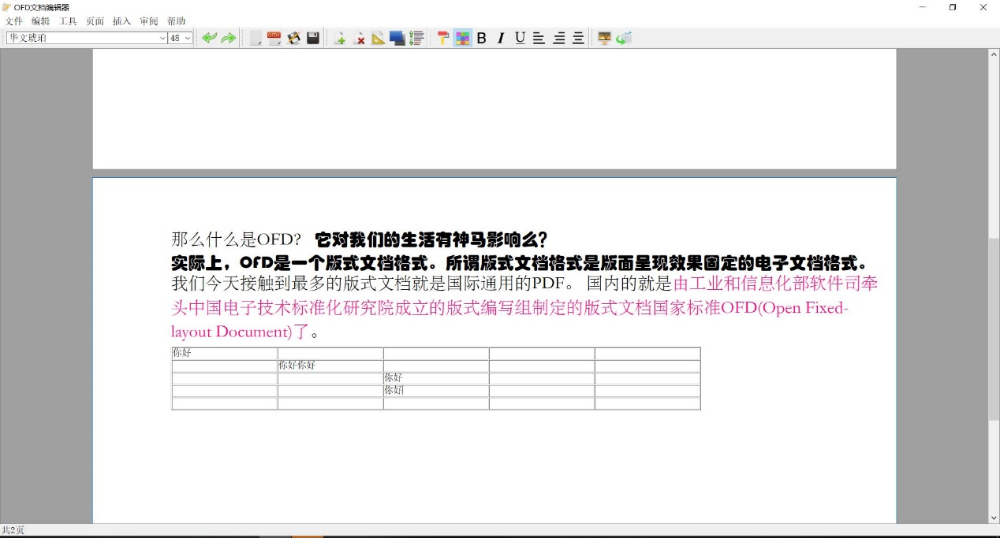 OFD文档编辑器
文件 编辑 工具 页面 插入 审阅 帮助
华文琥珀 48
OFDX
B I U
那么什么是OFD? 它对我们的生活有神马影响么?
实际上，OFD是一个版式文档格式。所谓版式文档格式是版面呈现效果固定的电子文档格式。
我们今天接触到最多的版式文档就是国际通用的PDF。 国内的就是由工业和信息化部软件司牵
头中国电子技术标准化研究院成立的版式编写组制定的版式文档国家标准OFD(Open Fixed-
layout Document)了。
你好
你好你好
你好
你好
共2页